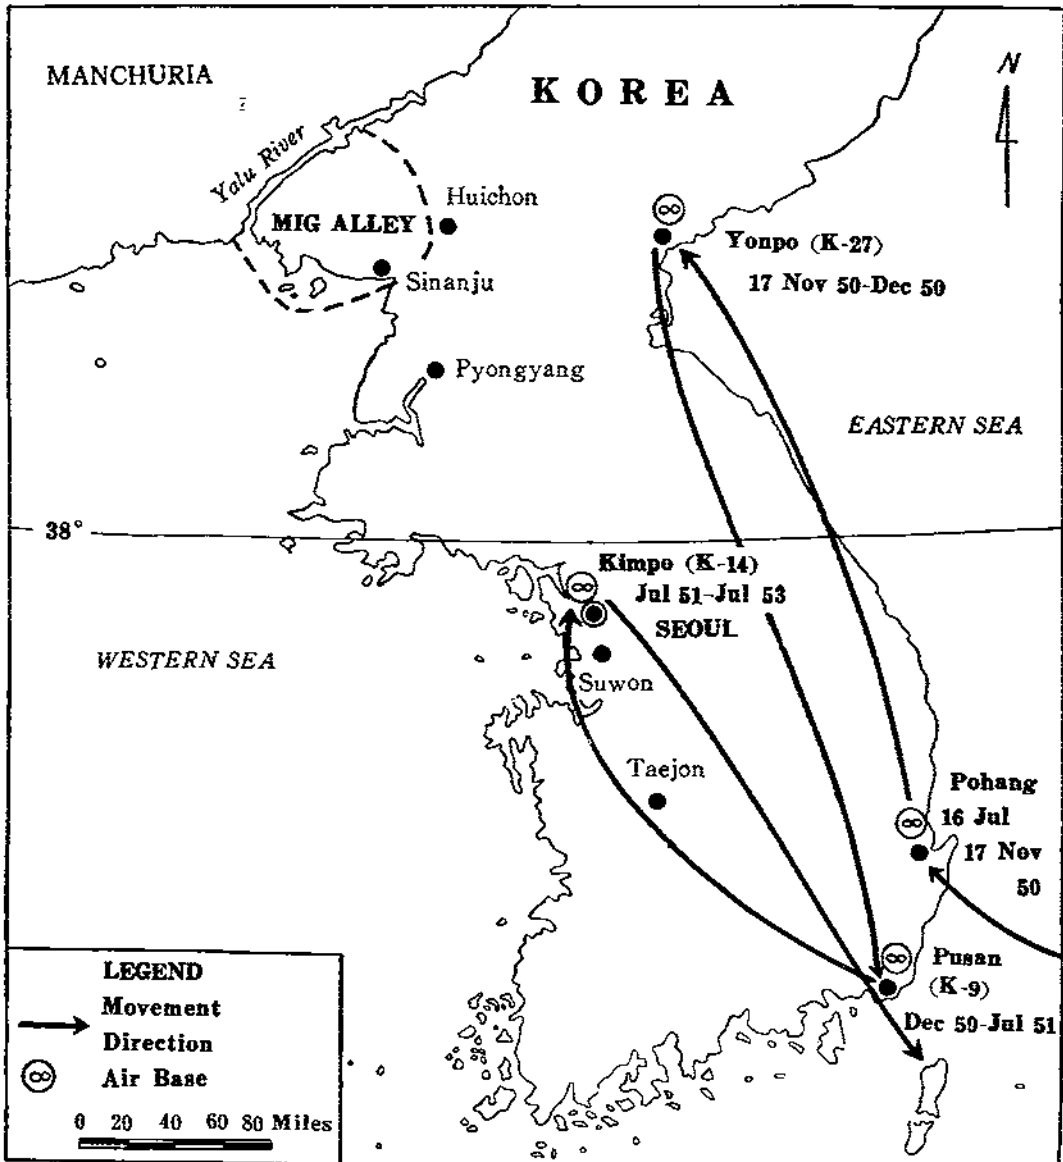 MANCHURIA
KOREA
N
Yalu River
Huichon
MIG ALLEY
Sinanju
Yonpo (K-27)
17 Nov 50-Dec 50
Pyongyang
EASTERN SEA
38°
Kimpo (K-14)
Jul 51-Jul 53
SEOUL
WESTERN SEA
Suwon
Taejon
Pohang
16 Jul
17 Nov
50
Pusan
(K-9)
Dec 50-Jul 51
LEGEND
Movement
Direction
Air Base
0 20 40 60 80 Miles